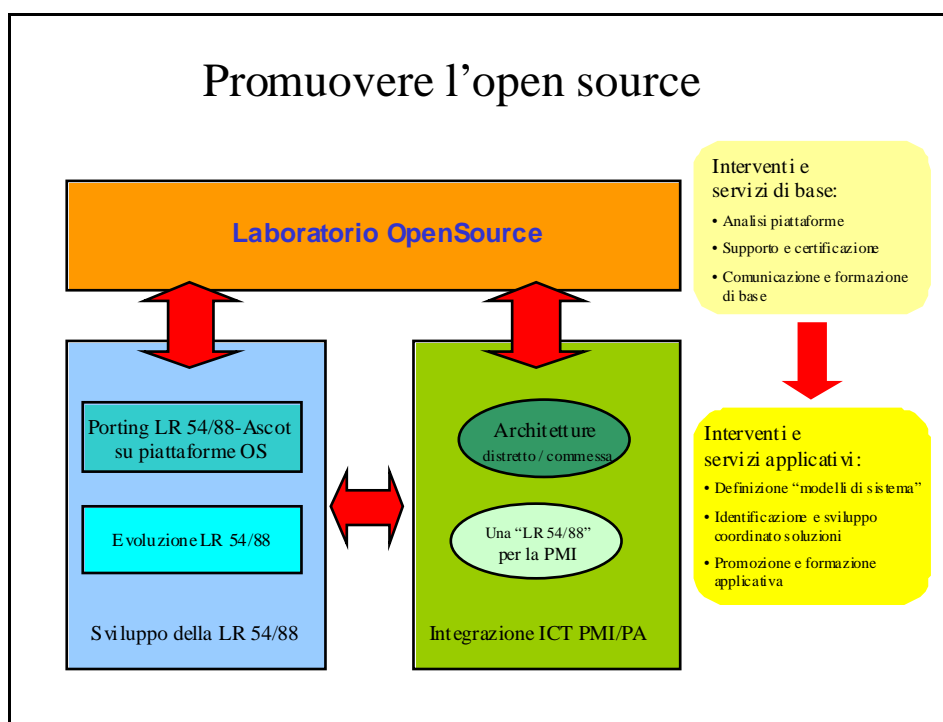 Promuovere l’open source
Laboratorio OpenSource
Porting LR 54/88-Ascot
su piattaforme OS
Evoluzione LR 54/88
Sviluppo della LR 54/88
Architetture
distretto / commessa
Una “LR 54/88”
per la PMI
Integrazione ICT PMI/PA
Interventi e
servizi di base:
• Analisi piattaforme
• Supporto e certificazione
• Comunicazione e formazione
di base
Interventi e
servizi applicativi:
• Definizione “modelli di sistema”
• Identificazione e sviluppo
coordinato soluzioni
• Promozione e formazione
applicativa